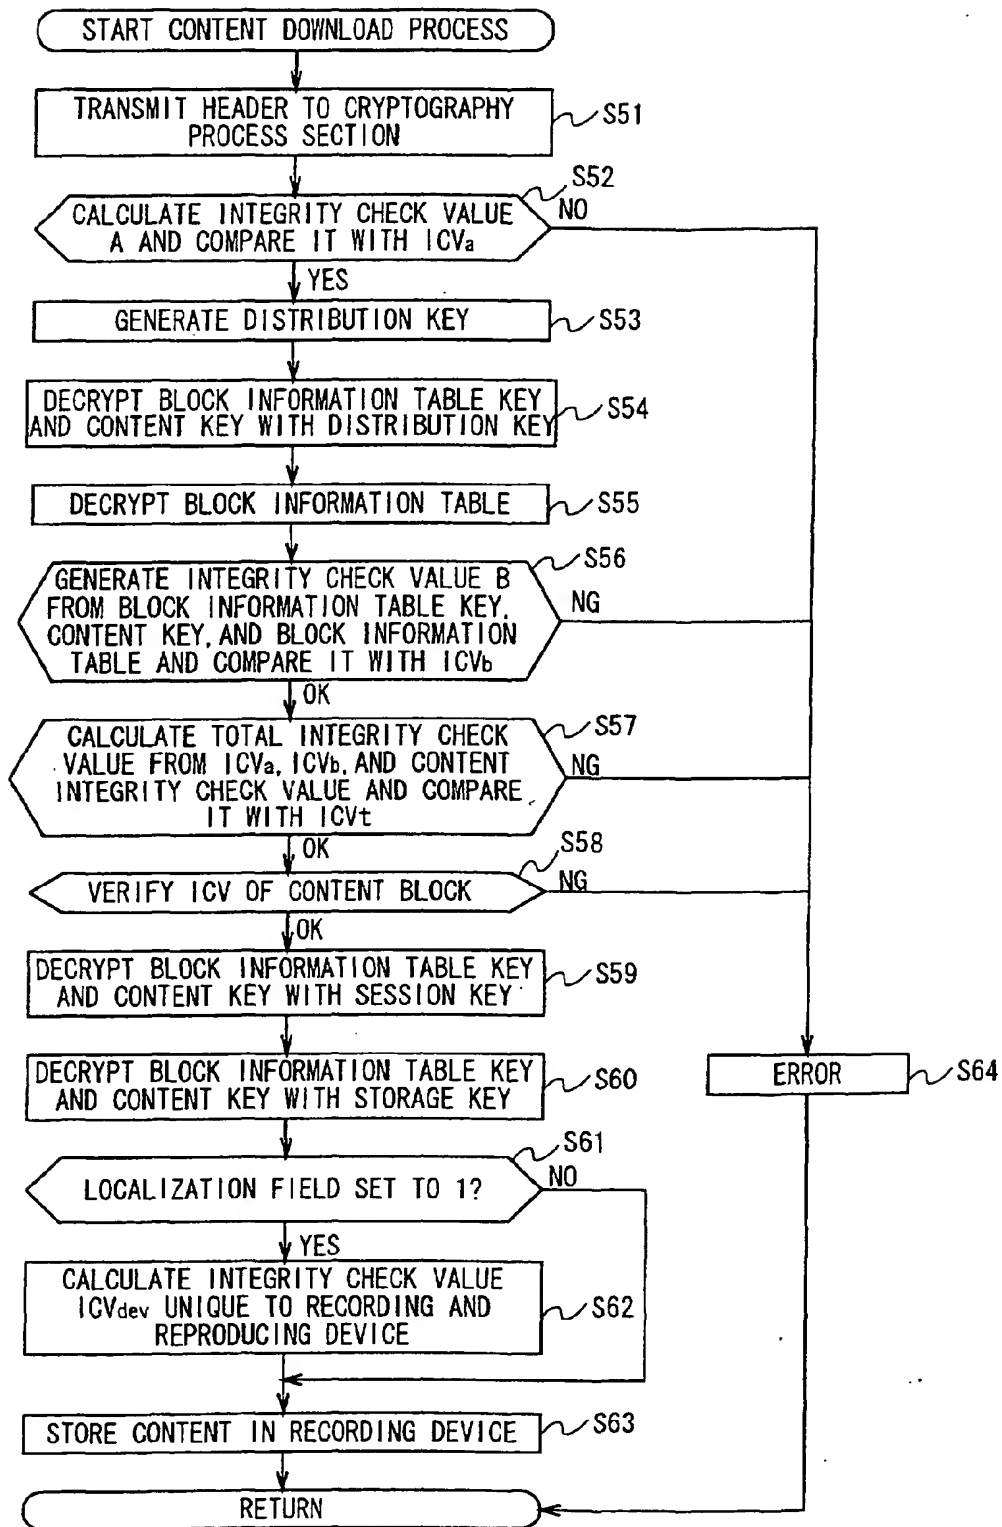 START CONTENT DOWNLOAD PROCESS
TRANSMIT HEADER TO CRYPTOGRAPHY
PROCESS SECTION
S51
S52
CALCULATE INTEGRITY CHECK VALUE
A AND COMPARE IT WITH ICVa
NO
YES
GENERATE DISTRIBUTION KEY
S53
DECRYPT BLOCK INFORMATION TABLE KEY
AND CONTENT KEY WITH DISTRIBUTION KEY
S54
DECRYPT BLOCK INFORMATION TABLE
S55
S56
GENERATE INTEGRITY CHECK VALUE B
FROM BLOCK INFORMATION TABLE KEY,
CONTENT KEY, AND BLOCK INFORMATION
TABLE AND COMPARE IT WITH ICVb
NG
OK
S57
CALCULATE TOTAL INTEGRITY CHECK
VALUE FROM ICVa, ICVb, AND CONTENT
INTEGRITY CHECK VALUE AND COMPARE
IT WITH ICVt
NG
OK
S58
VERIFY ICV OF CONTENT BLOCK
NG
OK
DECRYPT BLOCK INFORMATION TABLE KEY
AND CONTENT KEY WITH SESSION KEY
S59
DECRYPT BLOCK INFORMATION TABLE KEY
AND CONTENT KEY WITH STORAGE KEY
S60
ERROR
S64
S61
LOCALIZATION FIELD SET TO 1?
NO
YES
CALCULATE INTEGRITY CHECK VALUE
ICVdev UNIQUE TO RECORDING AND
REPRODUCING DEVICE
S62
STORE CONTENT IN RECORDING DEVICE
S63
RETURN